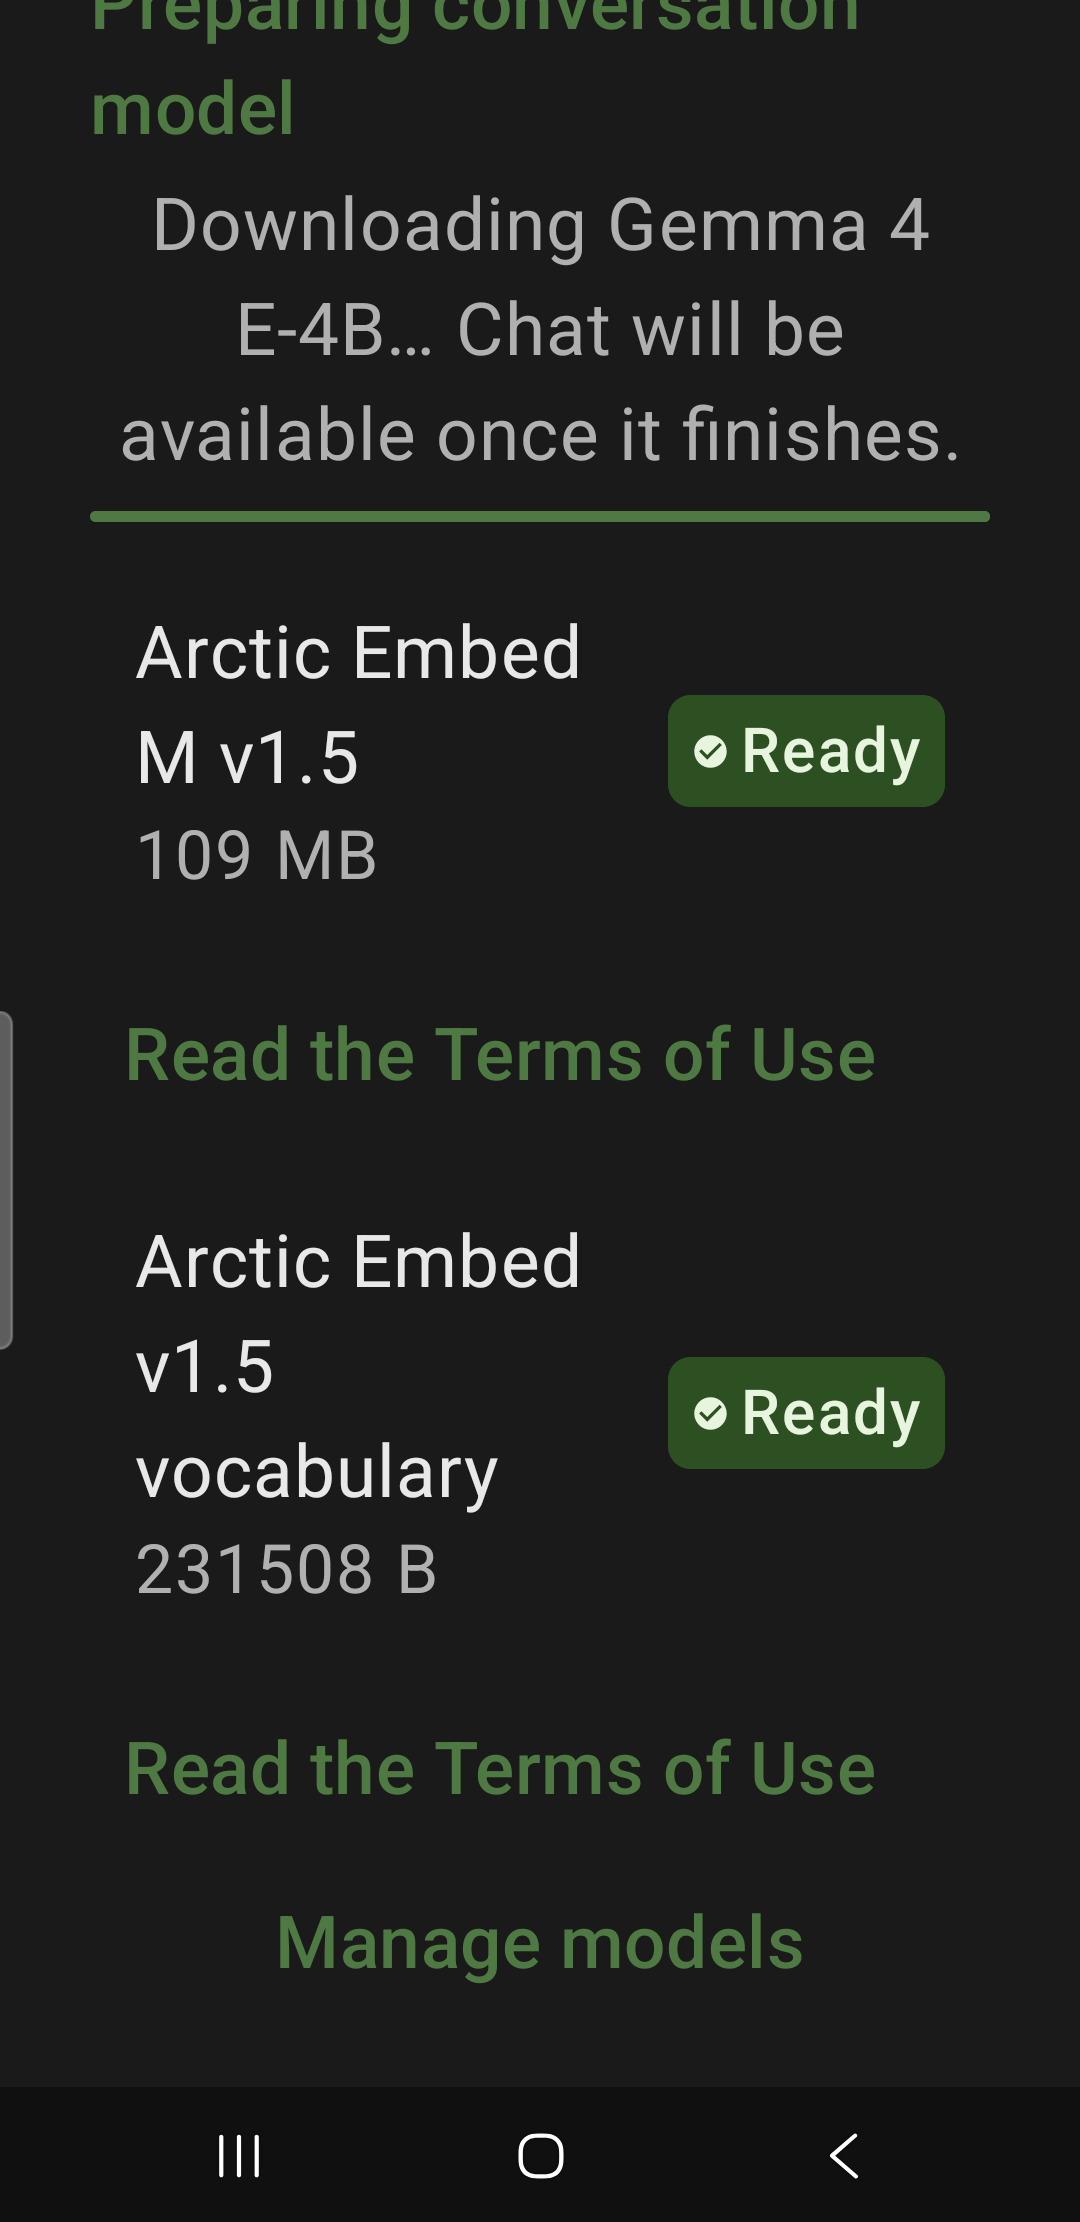 Preparing conversation
model
Downloading Gemma 4
E-4B… Chat will be
available once it finishes.
Arctic Embed
M v1.5
109 MB
Ready
Read the Terms of Use
Arctic Embed
v1.5
vocabulary
231508 B
Ready
Read the Terms of Use
Manage models